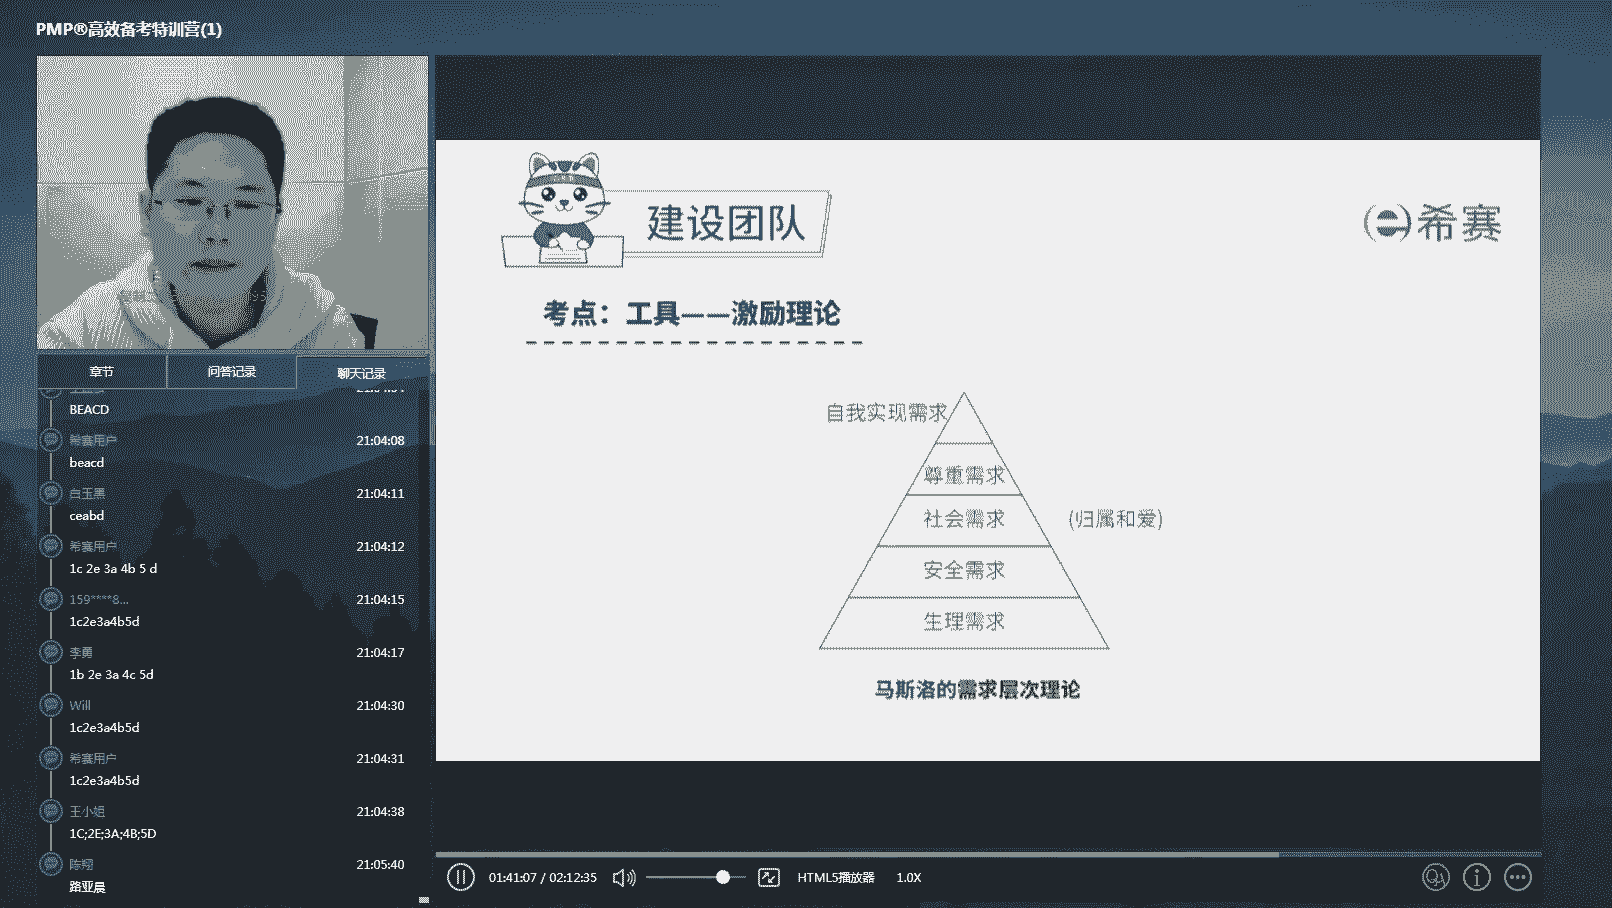 PMP®高效备考特训营(1)
章节
问答记录
聊天记录
BEACD
希赛用户
21:04:08
beacd
白玉黑
21:04:11
ceabd
希赛用户
21:04:12
1c 2e 3a 4b 5 d
159****8...
21:04:15
1c2e3a4b5d
李勇
21:04:17
1b 2e 3a 4c 5d
Will
21:04:30
1c2e3a4b5d
希赛用户
21:04:31
1c2e3a4b5d
王小姐
21:04:38
1C;2E;3A;4B;5D
陈翔
21:05:40
路亚晨
建设团队
希赛
考点：工具——激励理论
自我实现需求
尊重需求
社会需求
(归属和爱)
安全需求
生理需求
马斯洛的需求层次理论
01:41:07 / 02:12:35
HTML5播放器
1.0X